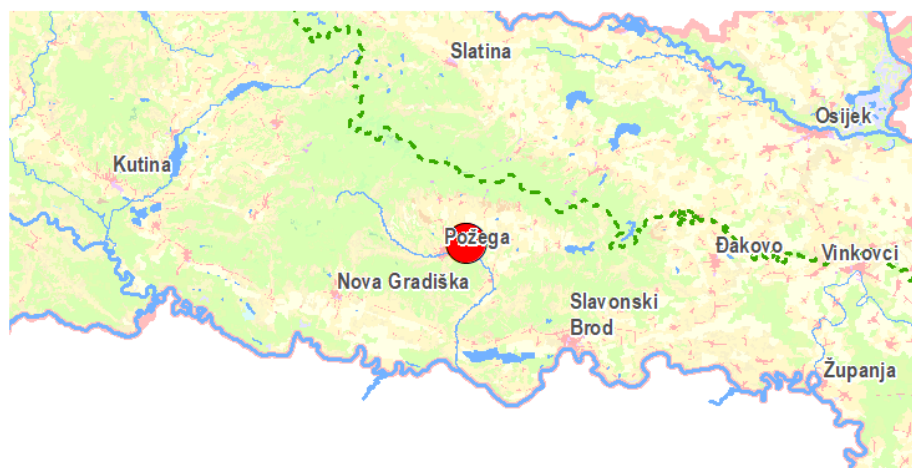 Slatina
Osijek
Kutina
Požega
Đakovo
Vinkovci
Nova Gradiška
Slavonski
Brod
Županja